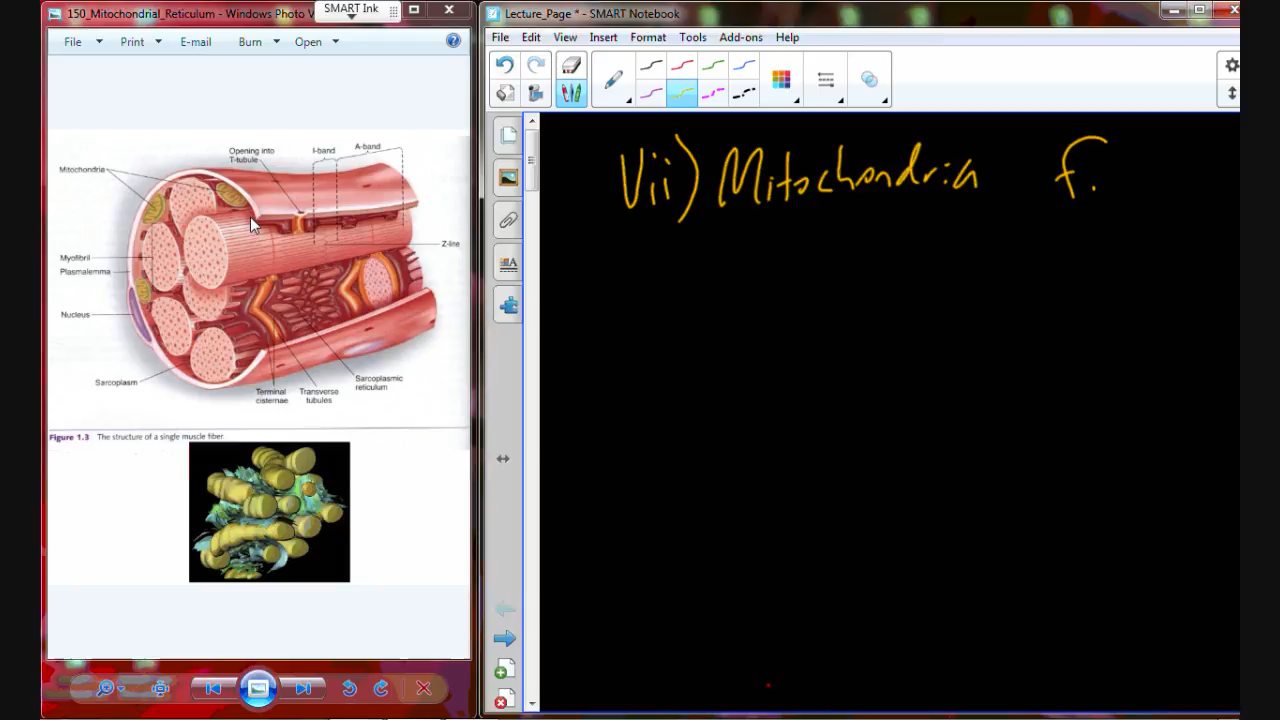 150_Mitochondrial_Reticulum - Windows Photo V
SMART Ink
File Print E-mail Burn Open
Opening into
T-tubule
I-band
A-band
Mitochondria
Z-line
Myofibril
Plasmalemma
Nucleus
Sarcoplasm
Terminal
cisternae
Transverse
tubules
Sarcoplasmic
reticulum
Figure 1.3 The structure of a single muscle fiber.
Lecture_Page * - SMART Notebook
File Edit View Insert Format Tools Add-ons Help
Vii) Mitochondria f.